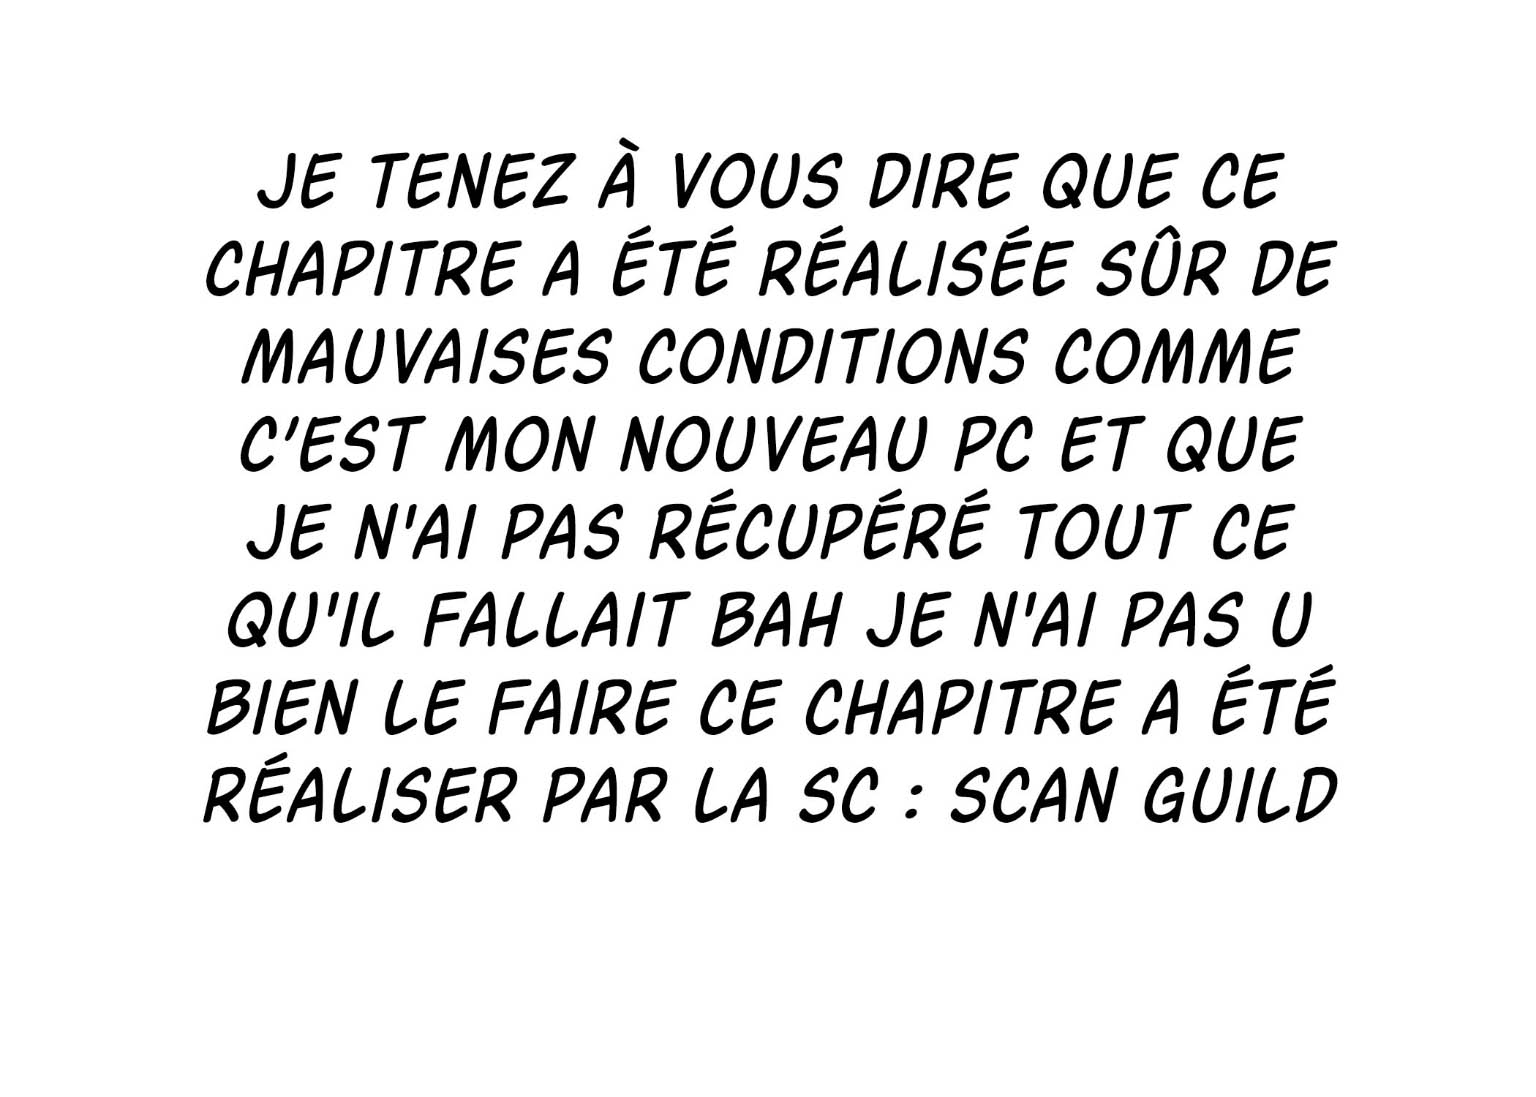 JE TENEZ À VOUS DIRE QUE CE
CHAPITRE A ÉTÉ RÉALISÉE SÛR DE
MAUVAISES CONDITIONS COMME
C'EST MON NOUVEAU PC ET QUE
JE N'AI PAS RÉCUPÉRÉ TOUT CE
QU'IL FALLAIT BAH JE N'AI PAS U
BIEN LE FAIRE CE CHAPITRE A ÉTÉ
RÉALISER PAR LA SC : SCAN GUILD